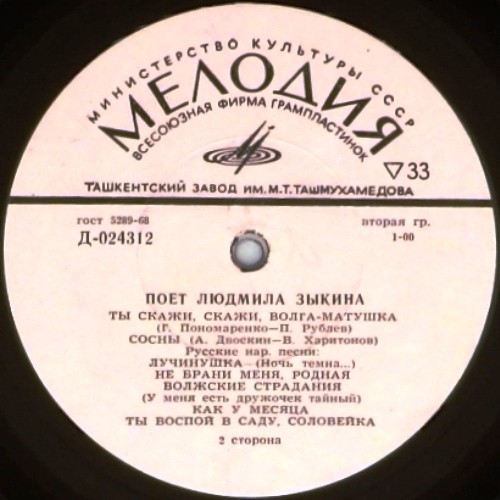 МИНИСТЕРСТВО КУЛЬТУРЫ СССР
МЕЛОДИЯ
ВСЕСОЮЗНАЯ ФИРМА ГРАМПЛАСТИНОК
▽33
ТАШКЕНТСКИЙ ЗАВОД ИМ. М.Т. ТАШМУХАМЕДОВА
гост 5289-68
вторая гр.
Д-024312
1-00
ПОЕТ ЛЮДМИЛА ЗЫКИНА
ТЫ СКАЖИ, СКАЖИ, ВОЛГА-МАТУШКА
(Г. Пономаренко—П. Рублев)
СОСНЫ (А. Двоскин—В. Харитонов)
Русские нар. песни:
ЛУЧИНУШКА (Ночь темна...)
НЕ БРАНИ МЕНЯ, РОДНАЯ
ВОЛЖСКИЕ СТРАДАНИЯ
(У меня есть дружочек тайный)
КАК У МЕСЯЦА
ТЫ ВОСПОЙ В САДУ, СОЛОВЕЙКА
2 сторона